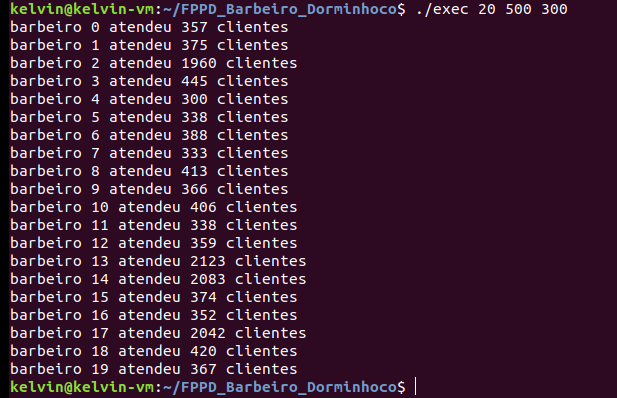 kelvin@kelvin-vm:~/FPPD_Barbeiro_Dorminhoco$ ./exec 20 500 300
barbeiro 0 atendeu 357 clientes
barbeiro 1 atendeu 375 clientes
barbeiro 2 atendeu 1960 clientes
barbeiro 3 atendeu 445 clientes
barbeiro 4 atendeu 300 clientes
barbeiro 5 atendeu 338 clientes
barbeiro 6 atendeu 388 clientes
barbeiro 7 atendeu 333 clientes
barbeiro 8 atendeu 413 clientes
barbeiro 9 atendeu 366 clientes
barbeiro 10 atendeu 406 clientes
barbeiro 11 atendeu 338 clientes
barbeiro 12 atendeu 359 clientes
barbeiro 13 atendeu 2123 clientes
barbeiro 14 atendeu 2083 clientes
barbeiro 15 atendeu 374 clientes
barbeiro 16 atendeu 352 clientes
barbeiro 17 atendeu 2042 clientes
barbeiro 18 atendeu 420 clientes
barbeiro 19 atendeu 367 clientes
kelvin@kelvin-vm:~/FPPD_Barbeiro_Dorminhoco$